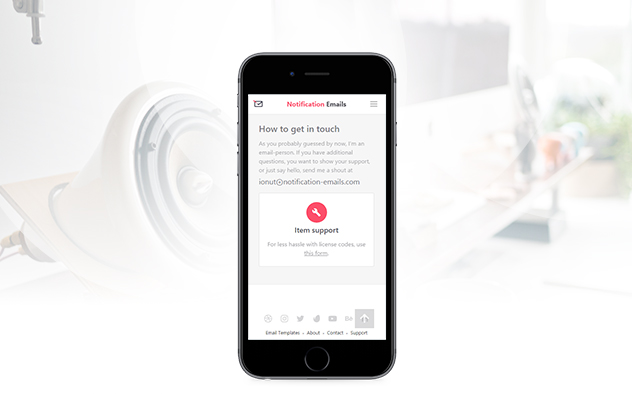 Notification Emails
How to get in touch
As you probably guessed by now, I'm an
email-person. If you have additional
questions, you want to show your support,
or just say hello, send me a shout at
ionut@notification-emails.com
Item support
For less hassle with license codes, use
this form.
Bē
Email Templates • About • Contact • Support